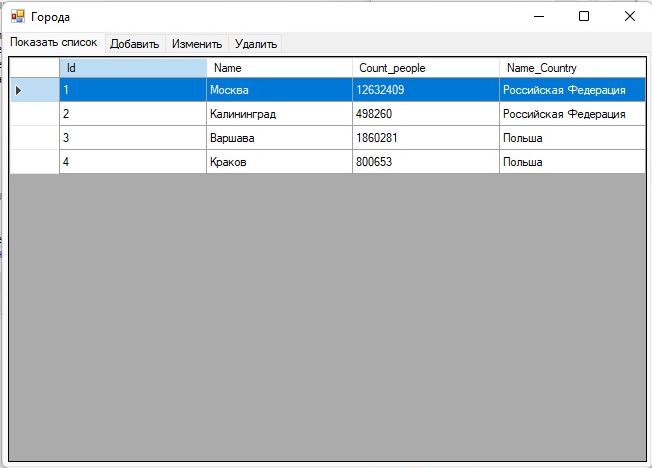 Города
Показать список Добавить Изменить Удалить
Id Name Count_people Name_Country
1 Москва 12632409 Российская Федерация
2 Калининград 498260 Российская Федерация
3 Варшава 1860281 Польша
4 Краков 800653 Польша